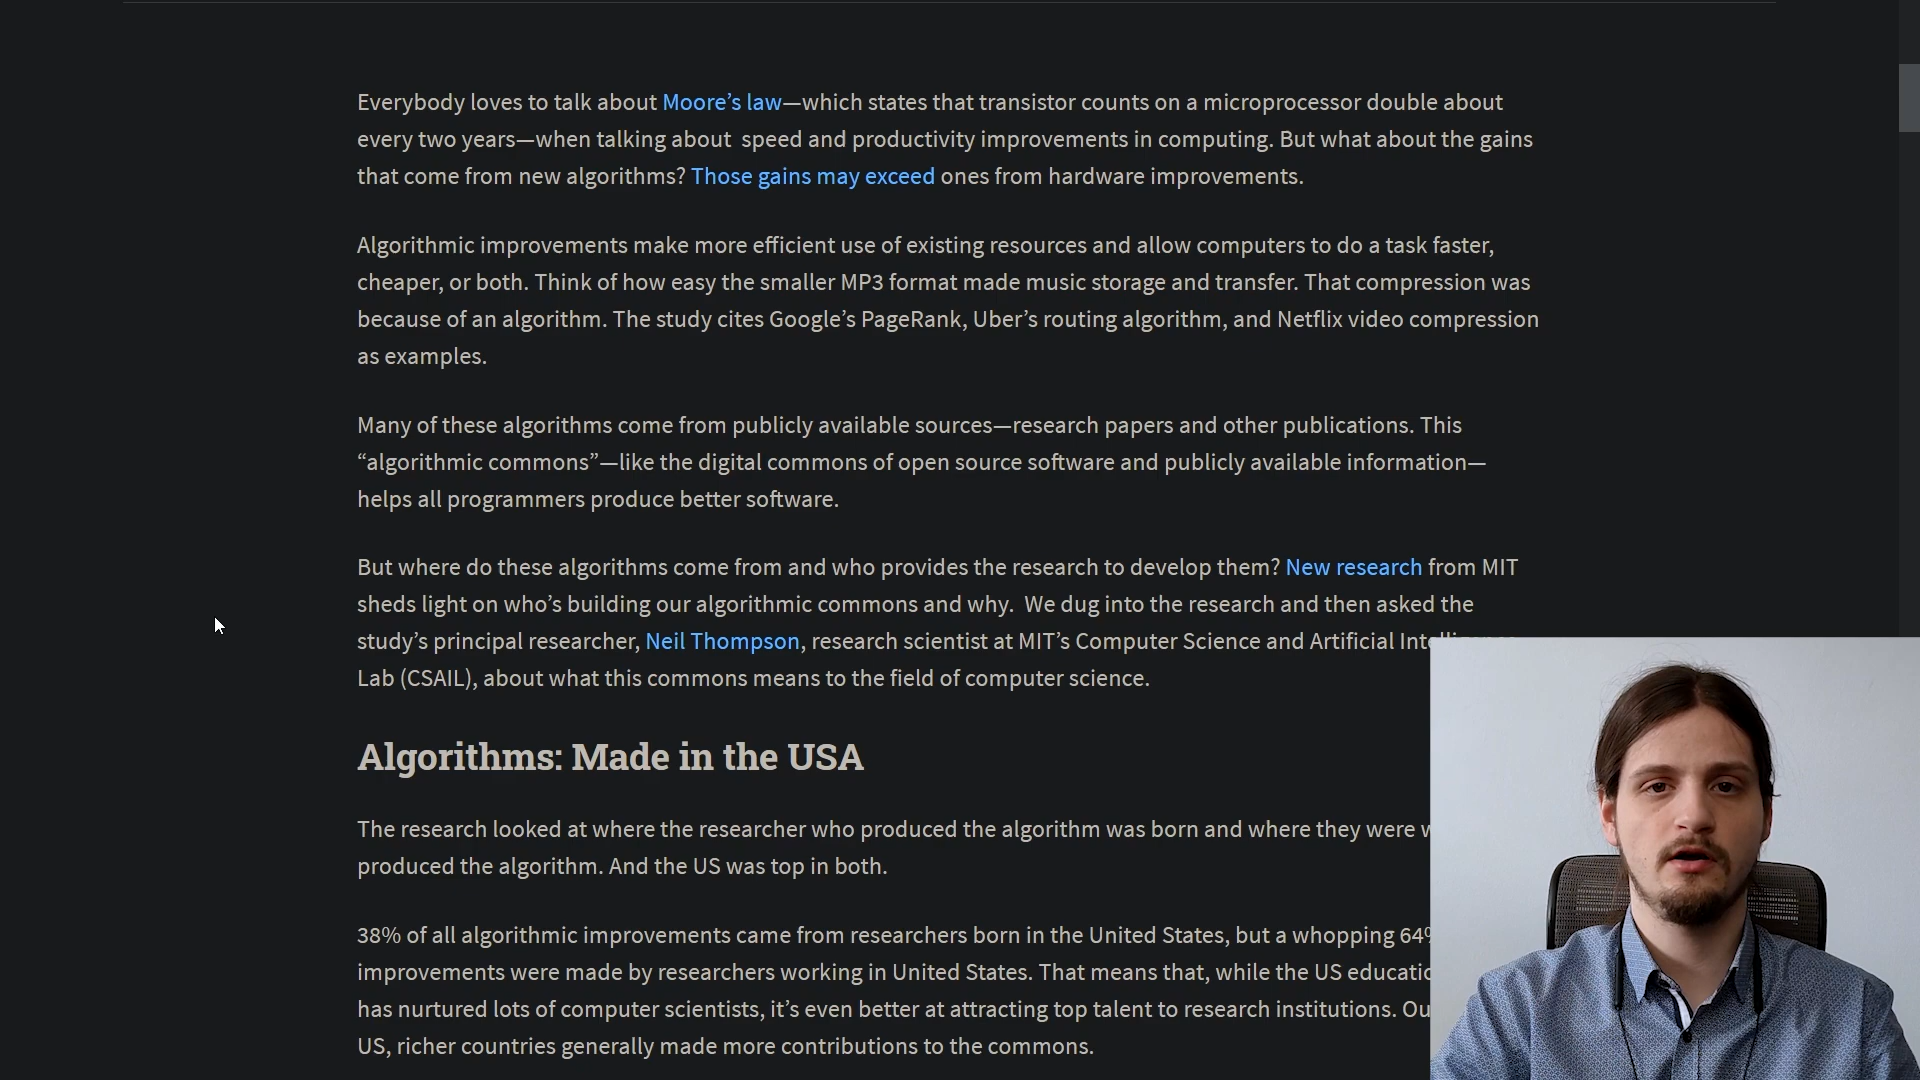 Everybody loves to talk about Moore’s law—which states that transistor counts on a microprocessor double about
every two years—when talking about  speed and productivity improvements in computing. But what about the gains
that come from new algorithms? Those gains may exceed ones from hardware improvements.
Algorithmic improvements make more efficient use of existing resources and allow computers to do a task faster,
cheaper, or both. Think of how easy the smaller MP3 format made music storage and transfer. That compression was
because of an algorithm. The study cites Google’s PageRank, Uber’s routing algorithm, and Netflix video compression
as examples.
Many of these algorithms come from publicly available sources—research papers and other publications. This
“algorithmic commons”—like the digital commons of open source software and publicly available information—
helps all programmers produce better software.
But where do these algorithms come from and who provides the research to develop them? New research from MIT
sheds light on who’s building our algorithmic commons and why.  We dug into the research and then asked the
study’s principal researcher, Neil Thompson, research scientist at MIT’s Computer Science and Artificial
Lab (CSAIL), about what this commons means to the field of computer science.
Algorithms: Made in the USA
The research looked at where the researcher who produced the algorithm was born and where they were
produced the algorithm. And the US was top in both.
38% of all algorithmic improvements came from researchers born in the United States, but a whopping 64%
improvements were made by researchers working in United States. That means that, while the US
has nurtured lots of computer scientists, it’s even better at attracting top talent to research institutions.
US, richer countries generally made more contributions to the commons.